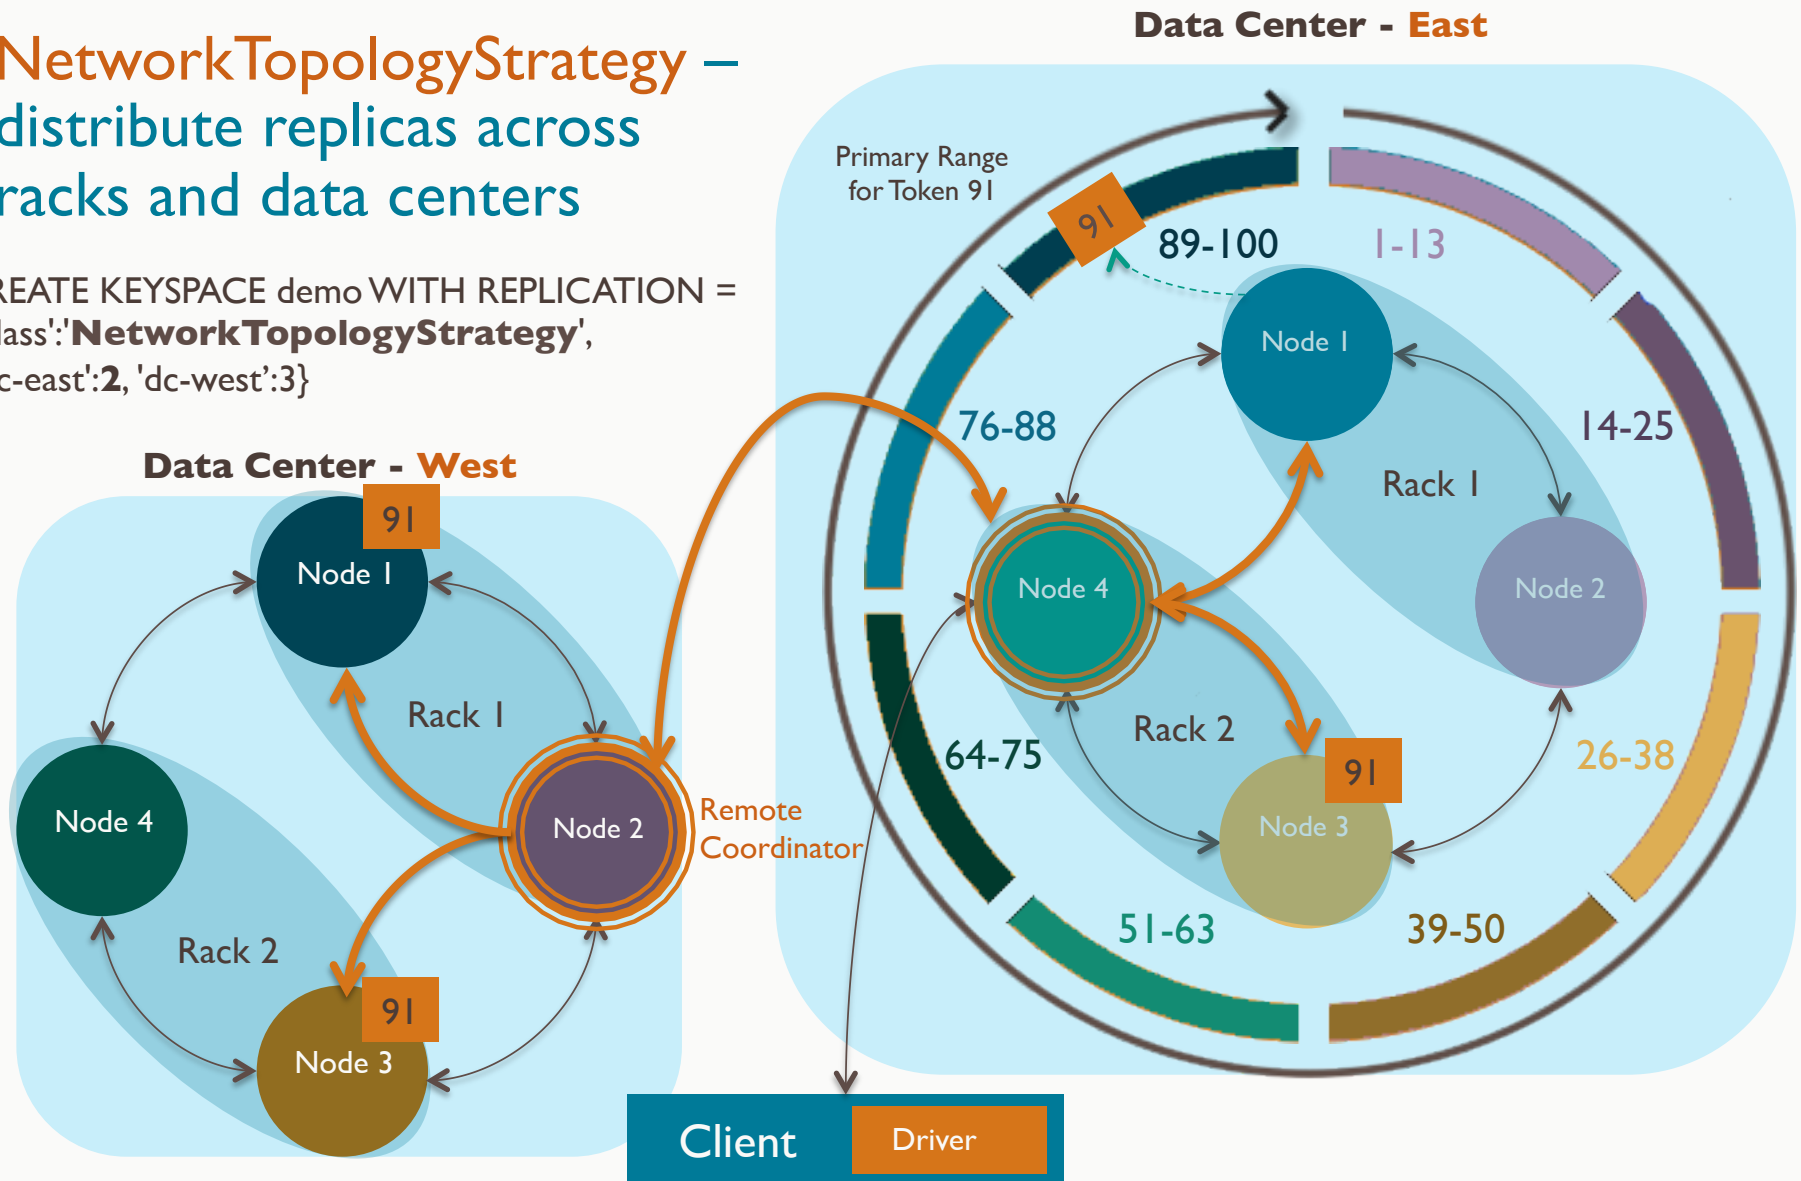 NetworkTopologyStrategy –
distribute replicas across
racks and data centers
REATE KEYSPACE demo WITH REPLICATION =
lass':'NetworkTopologyStrategy',
c-east':2, 'dc-west’:3}
Data Center - West
91
Node 1
Rack 1
Node 4
Node 2
Remote
Coordinator
Rack 2
91
Node 3
Data Center - East
Primary Range
for Token 91
91
89-100
1-13
Node 1
76-88
14-25
Rack 1
Node 4
Node 2
Rack 2
64-75
26-38
91
Node 3
51-63
39-50
Client
Driver